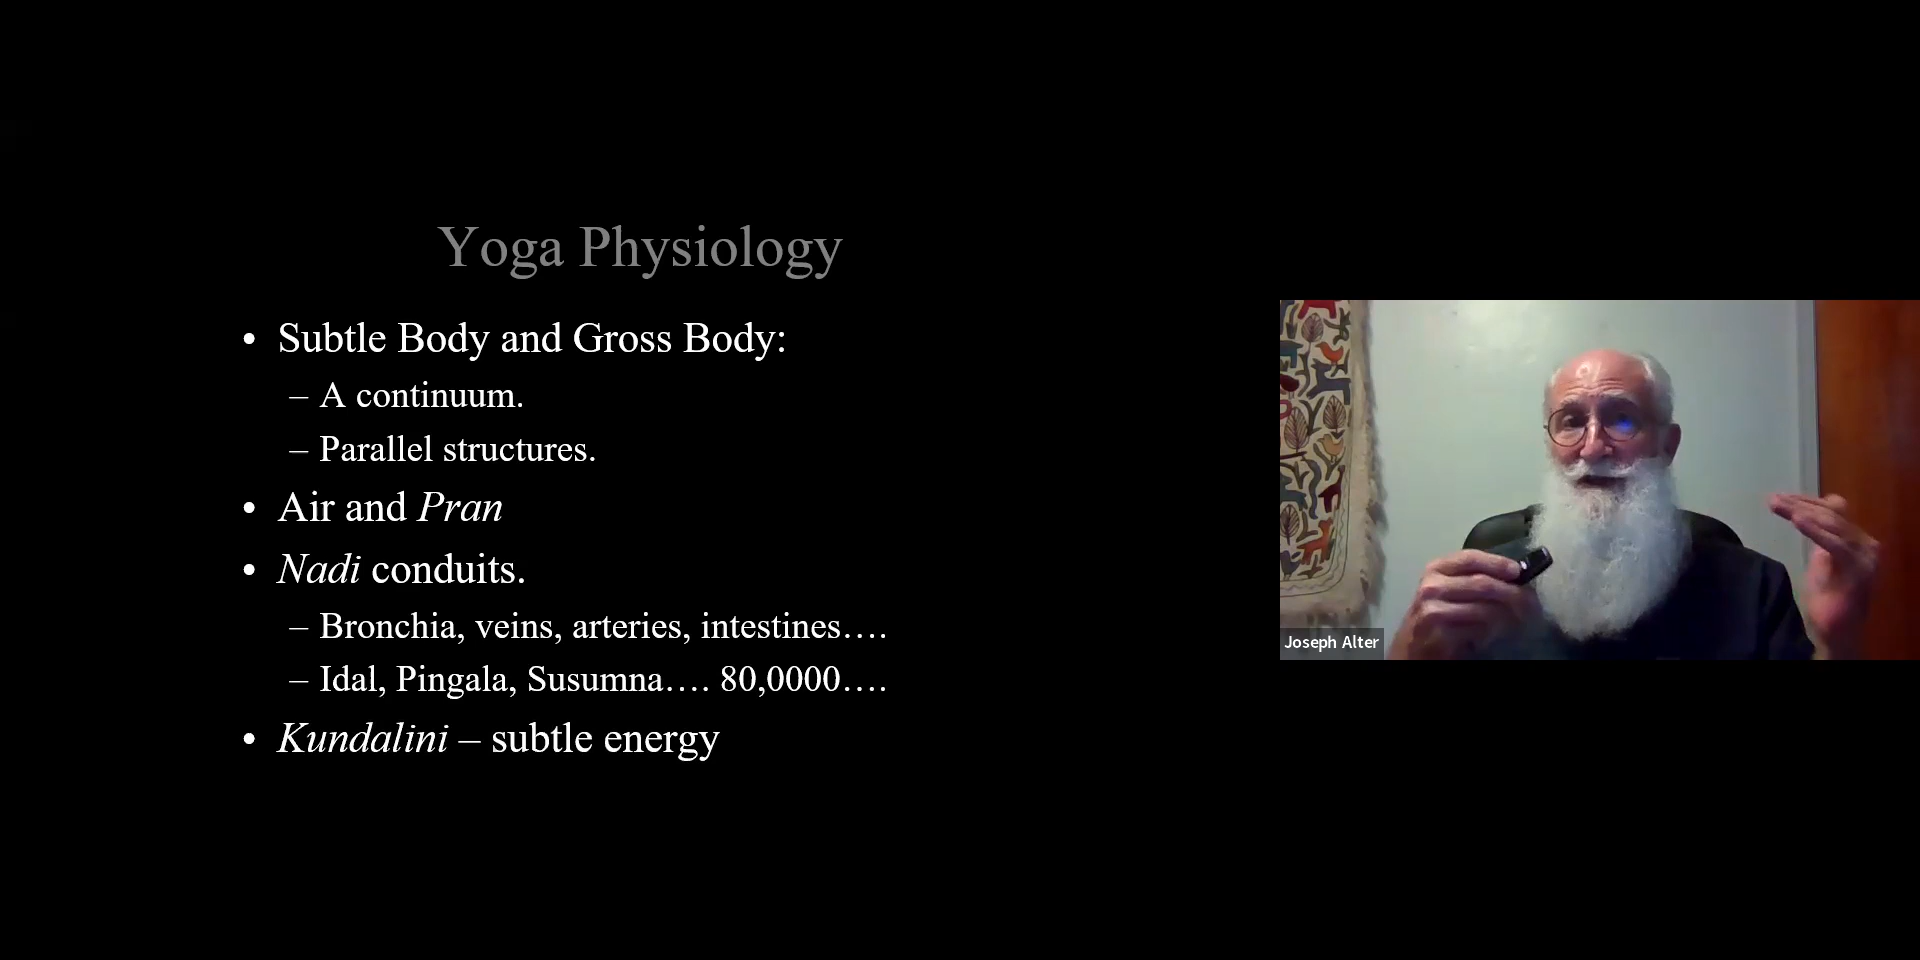 Yoga Physiology
• Subtle Body and Gross Body:
– A continuum.
– Parallel structures.
• Air and Pran
• Nadi conduits.
– Bronchia, veins, arteries, intestines….
– Idal, Pingala, Susumna…. 80,0000….
• Kundalini – subtle energy
Joseph Alter